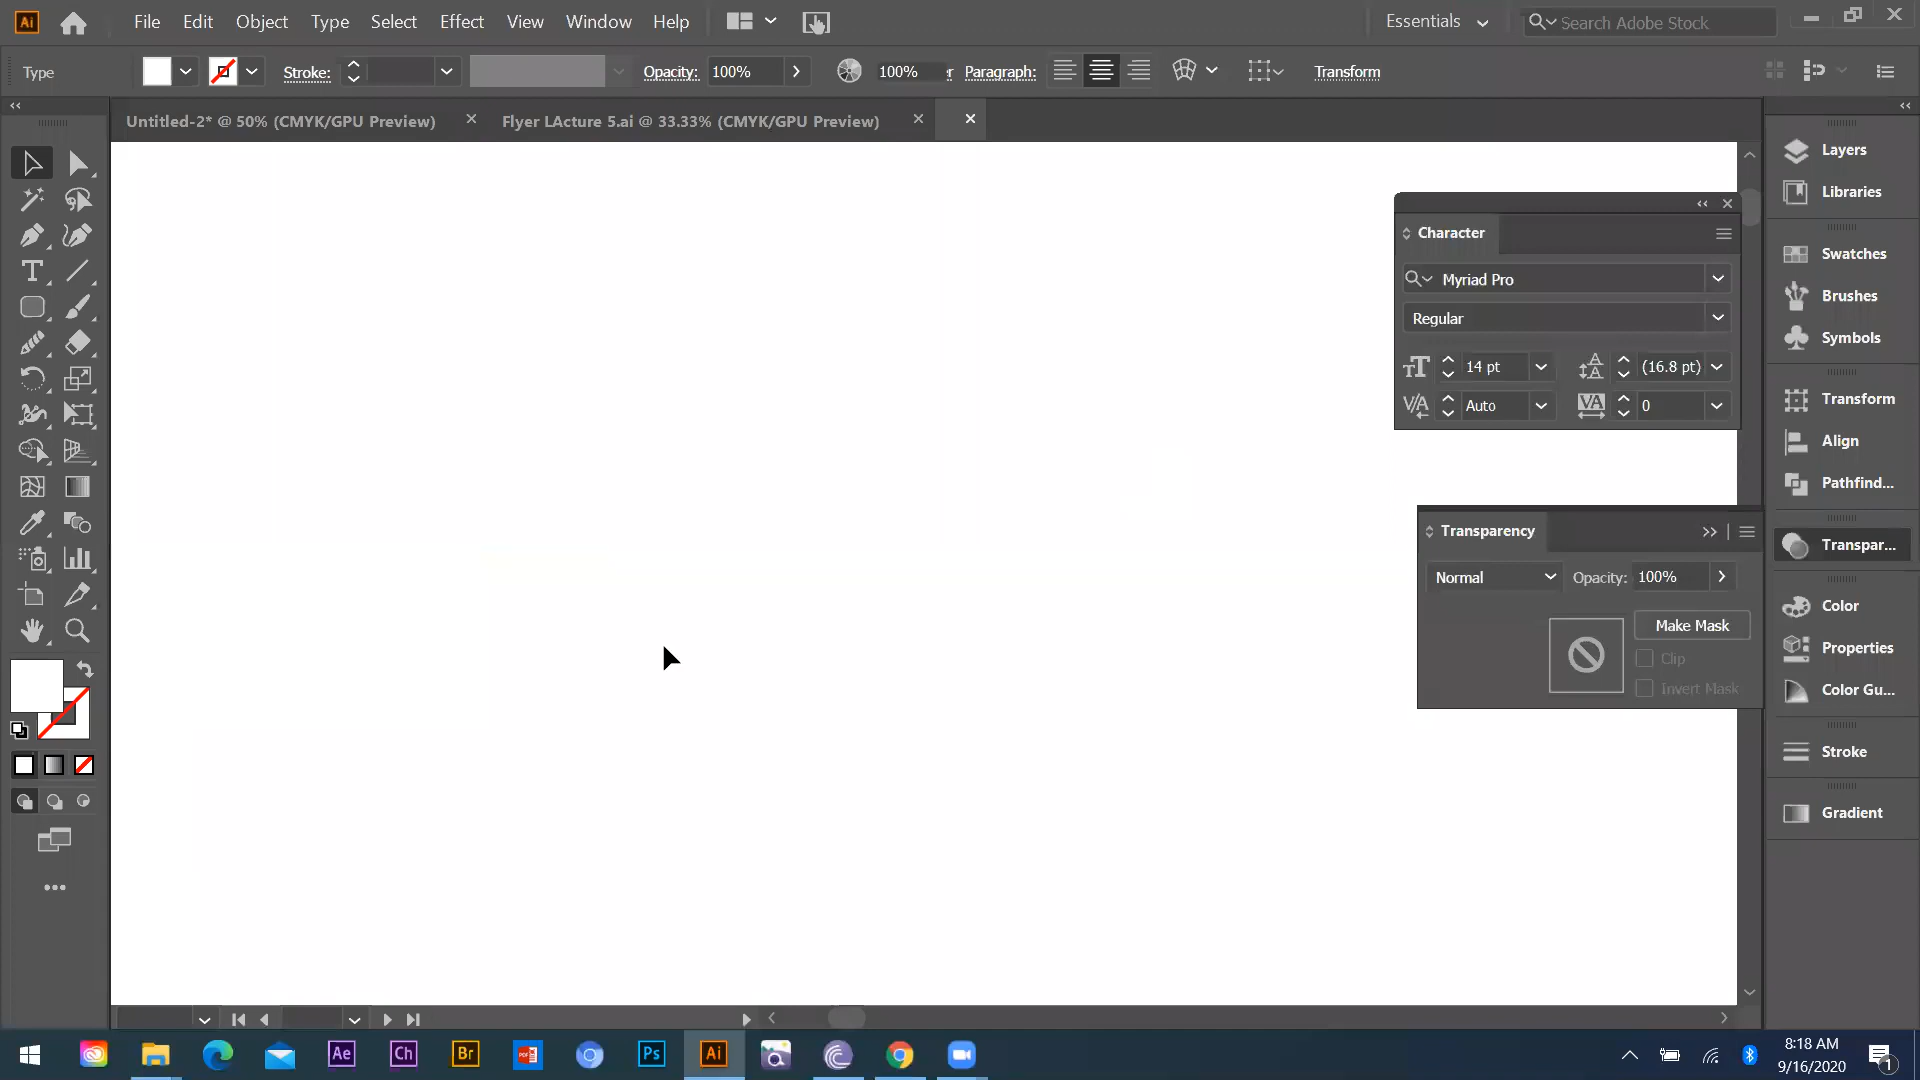 Ai File Edit Object Type Select Effect View Window Help Essentials Search Adobe Stock
Type Stroke: Opacity: 100% 100% Paragraph: Transform
Untitled-2* @ 50% (CMYK/GPU Preview) Flyer LActure 5.ai @ 33.33% (CMYK/GPU Preview)
Character
Myriad Pro
Regular
14 pt (16.8 pt)
Auto 0
Transparency
Normal Opacity: 100%
Make Mask
Clip
Invert Mask
Layers
Libraries
Swatches
Brushes
Symbols
Transform
Align
Pathfind...
Transpar...
Color
Properties
Color Gu...
Stroke
Gradient
Ae Ch Br PDF Ps Ai
8:18 AM
9/16/2020
1